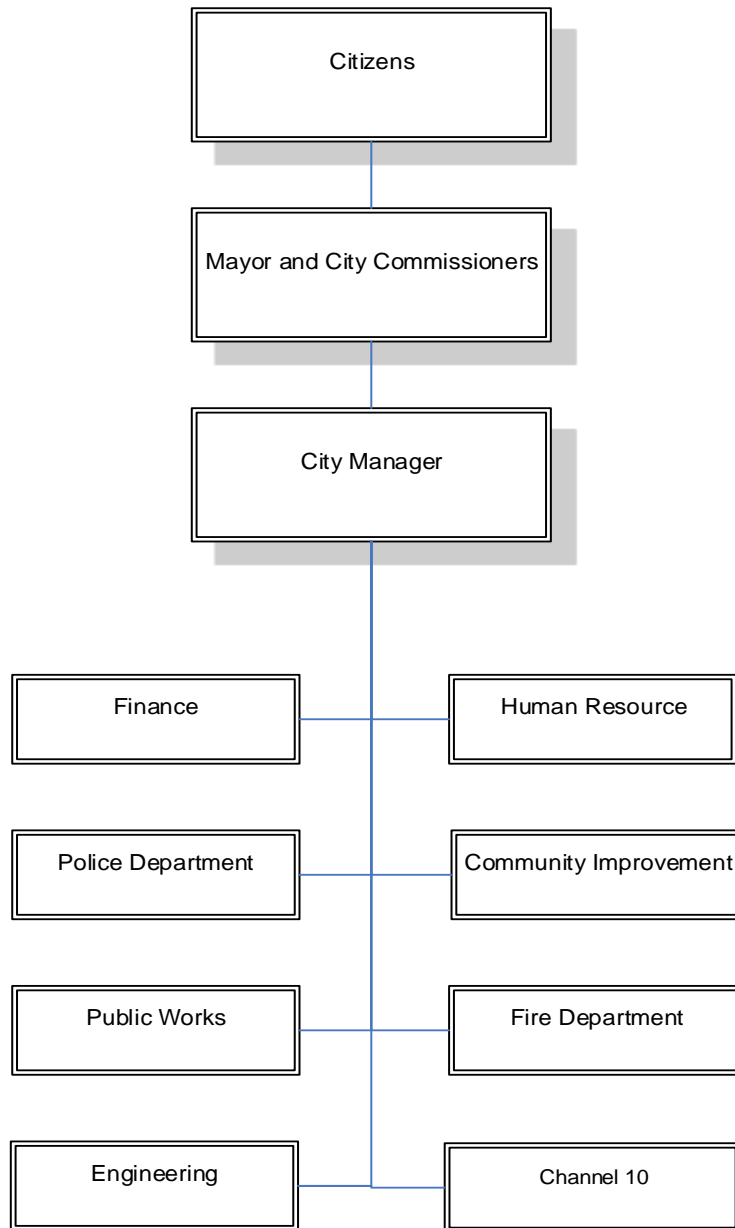 Citizens
Mayor and City Commissioners
City Manager
Finance
Human Resource
Police Department
Community Improvement
Public Works
Fire Department
Engineering
Channel 10